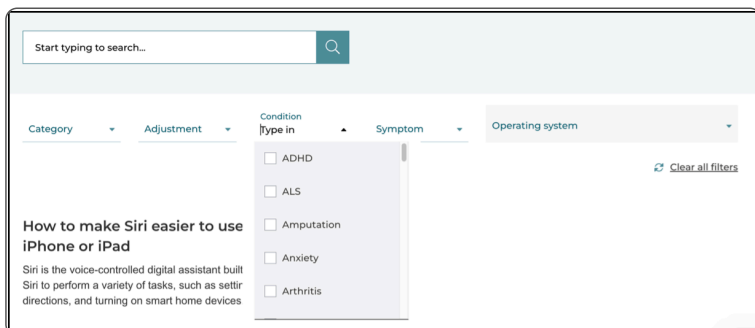 Start typing to search...
Category
Adjustment
Condition
Type in
Symptom
Operating system
ADHD
ALS
Amputation
Anxiety
Arthritis
Clear all filters
How to make Siri easier to use
iPhone or iPad
Siri is the voice-controlled digital assistant built
Siri to perform a variety of tasks, such as
directions, and turning on smart home devices